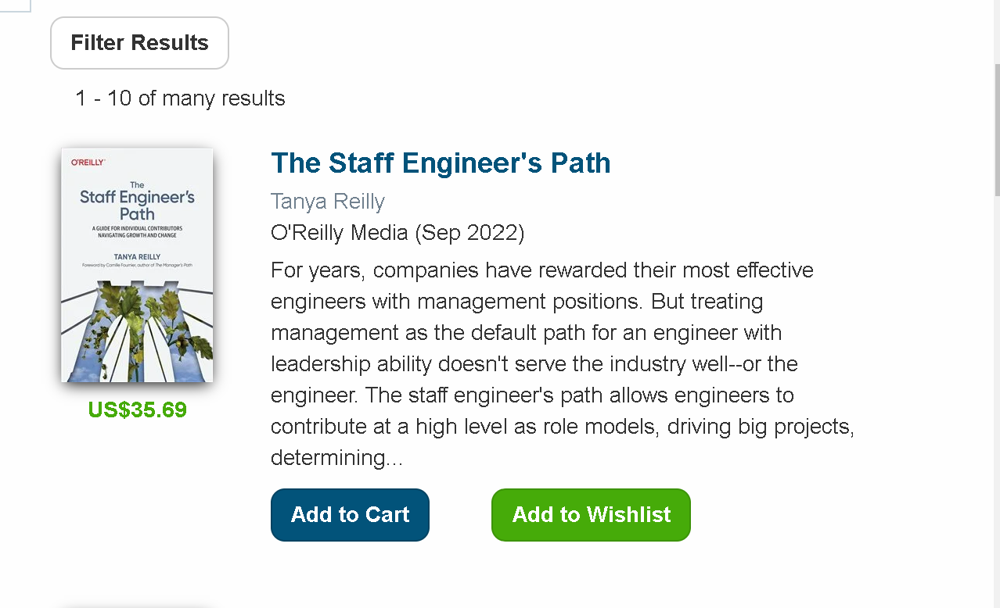 Filter Results
1 - 10 of many results
O'REILLY
The
Staff Engineer's
Path
A GUIDE FOR INDIVIDUAL CONTRIBUTORS
NAVIGATING GROWTH AND CHANGE
TANYA REILLY
Foreword by Camille Fournier, author of The Manager's Path
US$35.69
The Staff Engineer's Path
Tanya Reilly
O'Reilly Media (Sep 2022)
For years, companies have rewarded their most effective
engineers with management positions. But treating
management as the default path for an engineer with
leadership ability doesn't serve the industry well--or the
engineer. The staff engineer's path allows engineers to
contribute at a high level as role models, driving big projects,
determining...
Add to Cart
Add to Wishlist